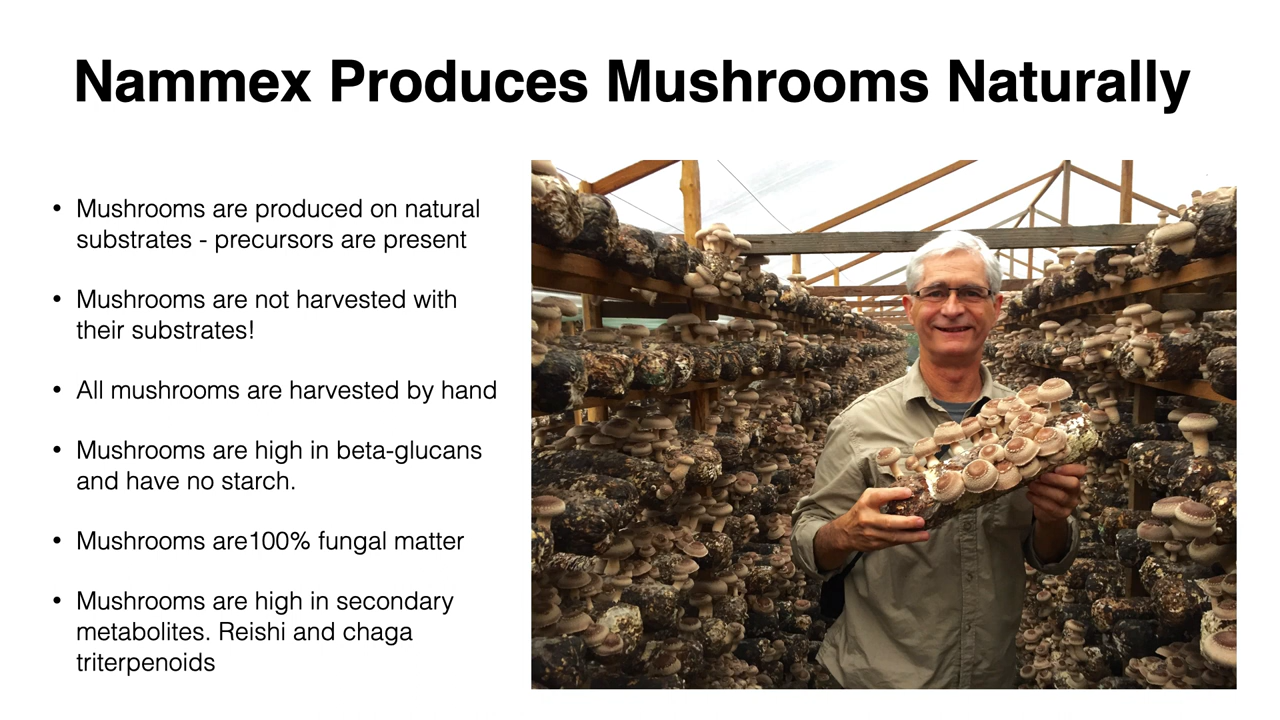 Nammex Produces Mushrooms Naturally
• Mushrooms are produced on natural
substrates - precursors are present
• Mushrooms are not harvested with
their substrates!
• All mushrooms are harvested by hand
• Mushrooms are high in beta-glucans
and have no starch.
• Mushrooms are100% fungal matter
• Mushrooms are high in secondary
metabolites. Reishi and chaga
triterpenoids